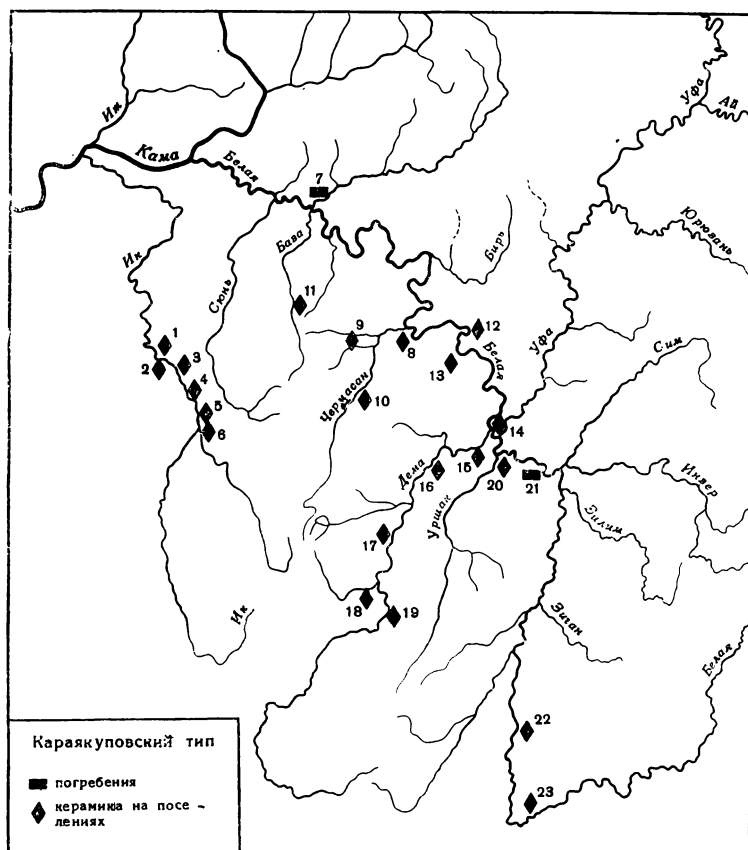 Уфа
Ай
Иж
Кама
Белая
7
Бирь
Юрюзань
Ик
Сюнь
База
11
1
2
3
4
5
6
9
8
12
13
Белая
Уфа
Сим
Чермасан
10
14
Дема
15
16
20
21
Уршак
Инзер
Зилим
17
18
19
Ик
Зиган
Белая
22
23
Караякуповский тип
погребения
керамика на посе -
лениях